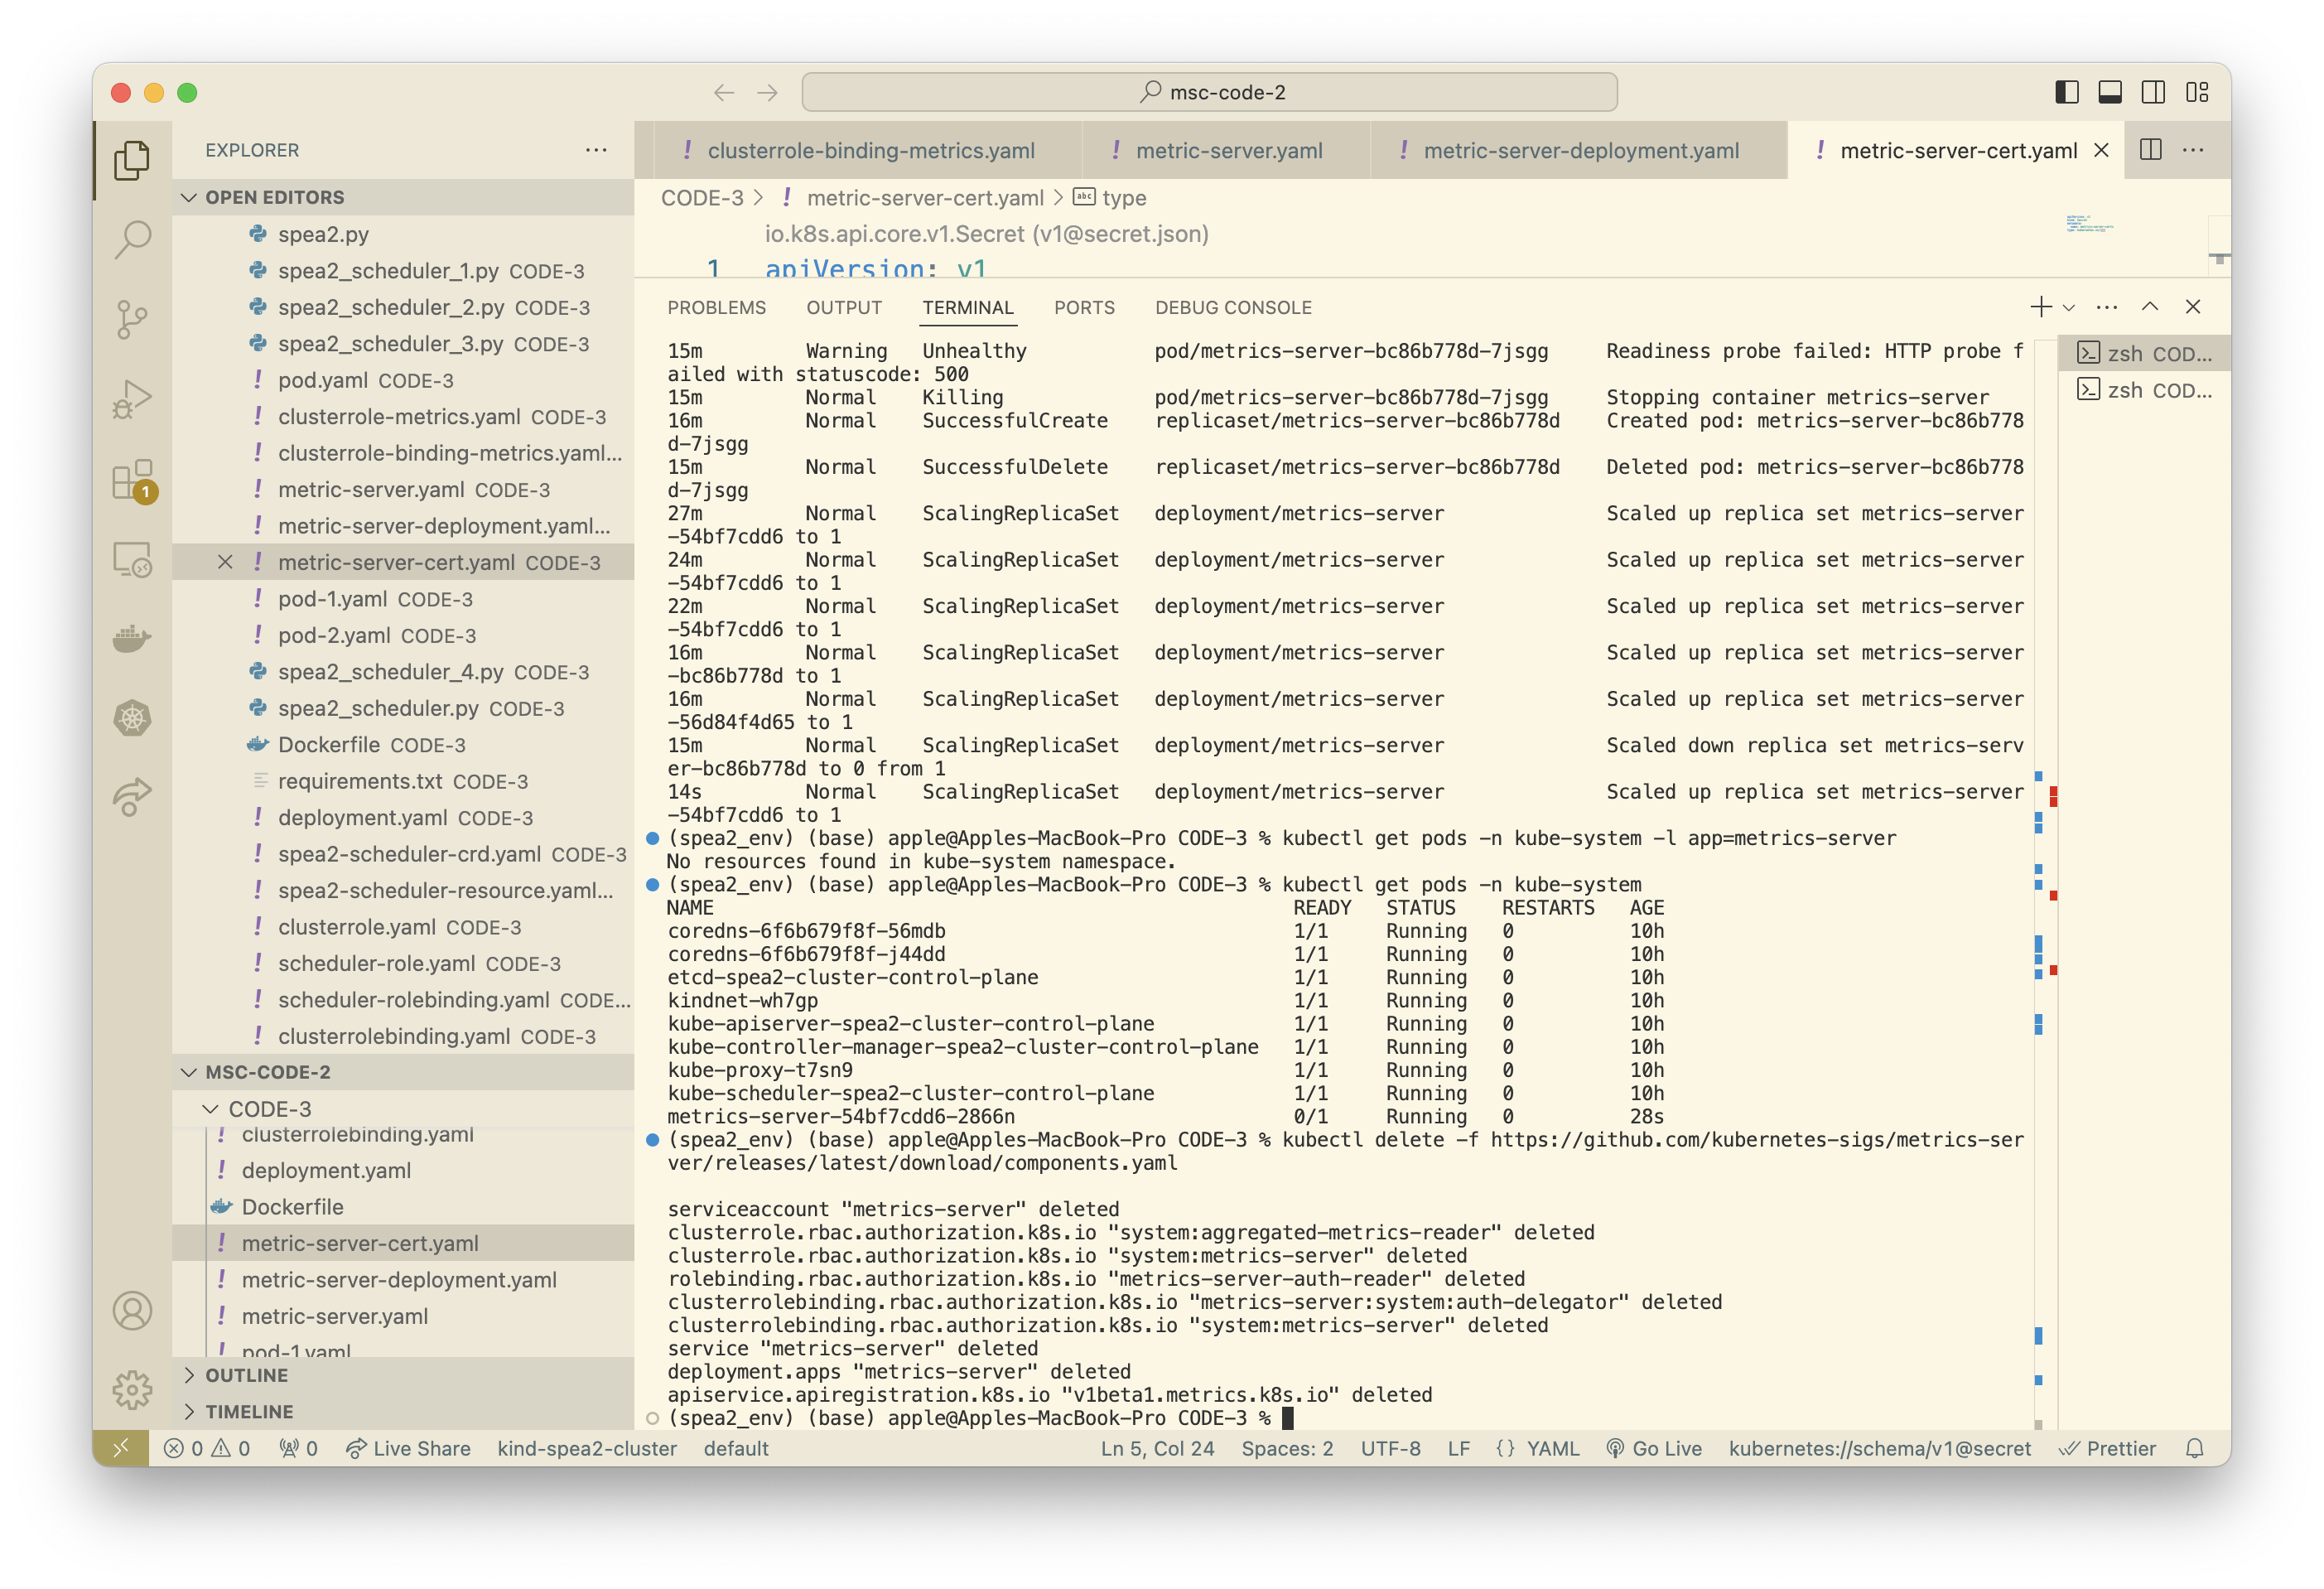 msc-code-2
EXPLORER
OPEN EDITORS
spea2.py
spea2_scheduler_1.py CODE-3
spea2_scheduler_2.py CODE-3
spea2_scheduler_3.py CODE-3
pod.yaml CODE-3
clusterrole-metrics.yaml CODE-3
clusterrole-binding-metrics.yaml...
metric-server.yaml CODE-3
metric-server-deployment.yaml...
metric-server-cert.yaml CODE-3
pod-1.yaml CODE-3
pod-2.yaml CODE-3
spea2_scheduler_4.py CODE-3
spea2_scheduler.py CODE-3
Dockerfile CODE-3
requirements.txt CODE-3
deployment.yaml CODE-3
spea2-scheduler-crd.yaml CODE-3
spea2-scheduler-resource.yaml...
clusterrole.yaml CODE-3
scheduler-role.yaml CODE-3
scheduler-rolebinding.yaml CODE...
clusterrolebinding.yaml CODE-3
MSC-CODE-2
CODE-3
clusterrolebinding.yaml
deployment.yaml
Dockerfile
metric-server-cert.yaml
metric-server-deployment.yaml
metric-server.yaml
pod-1.yaml
OUTLINE
TIMELINE
1
clusterrole-binding-metrics.yaml
metric-server.yaml
metric-server-deployment.yaml
metric-server-cert.yaml
CODE-3 > ! metric-server-cert.yaml > abc type
io.k8s.api.core.v1.Secret (v1@secret.json)
1 apiVersion: v1
PROBLEMS OUTPUT TERMINAL PORTS DEBUG CONSOLE
zsh COD...
zsh COD...
15m Warning Unhealthy pod/metrics-server-bc86b778d-7jsgg Readiness probe failed: HTTP probe f
ailed with statuscode: 500
15m Normal Killing pod/metrics-server-bc86b778d-7jsgg Stopping container metrics-server
16m Normal SuccessfulCreate replicaset/metrics-server-bc86b778d Created pod: metrics-server-bc86b778
d-7jsgg
15m Normal SuccessfulDelete replicaset/metrics-server-bc86b778d Deleted pod: metrics-server-bc86b778
d-7jsgg
27m Normal ScalingReplicaSet deployment/metrics-server Scaled up replica set metrics-server
-54bf7cdd6 to 1
24m Normal ScalingReplicaSet deployment/metrics-server Scaled up replica set metrics-server
-54bf7cdd6 to 1
22m Normal ScalingReplicaSet deployment/metrics-server Scaled up replica set metrics-server
-54bf7cdd6 to 1
16m Normal ScalingReplicaSet deployment/metrics-server Scaled up replica set metrics-server
-bc86b778d to 1
16m Normal ScalingReplicaSet deployment/metrics-server Scaled up replica set metrics-server
-56d84f4d65 to 1
15m Normal ScalingReplicaSet deployment/metrics-server Scaled down replica set metrics-serv
er-bc86b778d to 0 from 1
14s Normal ScalingReplicaSet deployment/metrics-server Scaled up replica set metrics-server
-54bf7cdd6 to 1
(spea2_env) (base) apple@Apples-MacBook-Pro CODE-3 % kubectl get pods -n kube-system -l app=metrics-server
No resources found in kube-system namespace.
(spea2_env) (base) apple@Apples-MacBook-Pro CODE-3 % kubectl get pods -n kube-system
NAME READY STATUS RESTARTS AGE
coredns-6f6b679f8f-56mdb 1/1 Running 0 10h
coredns-6f6b679f8f-j44dd 1/1 Running 0 10h
etcd-spea2-cluster-control-plane 1/1 Running 0 10h
kindnet-wh7gp 1/1 Running 0 10h
kube-apiserver-spea2-cluster-control-plane 1/1 Running 0 10h
kube-controller-manager-spea2-cluster-control-plane 1/1 Running 0 10h
kube-proxy-t7sn9 1/1 Running 0 10h
kube-scheduler-spea2-cluster-control-plane 1/1 Running 0 10h
metrics-server-54bf7cdd6-2866n 0/1 Running 0 28s
(spea2_env) (base) apple@Apples-MacBook-Pro CODE-3 % kubectl delete -f https://github.com/kubernetes-sigs/metrics-ser
ver/releases/latest/download/components.yaml
serviceaccount "metrics-server" deleted
clusterrole.rbac.authorization.k8s.io "system:aggregated-metrics-reader" deleted
clusterrole.rbac.authorization.k8s.io "system:metrics-server" deleted
rolebinding.rbac.authorization.k8s.io "metrics-server-auth-reader" deleted
clusterrolebinding.rbac.authorization.k8s.io "metrics-server:system:auth-delegator" deleted
clusterrolebinding.rbac.authorization.k8s.io "system:metrics-server" deleted
service "metrics-server" deleted
deployment.apps "metrics-server" deleted
apiservice.apiregistration.k8s.io "v1beta1.metrics.k8s.io" deleted
(spea2_env) (base) apple@Apples-MacBook-Pro CODE-3 %
0 0 0 Live Share kind-spea2-cluster default Ln 5, Col 24 Spaces: 2 UTF-8 LF {} YAML Go Live kubernetes://schema/v1@secret Prettier